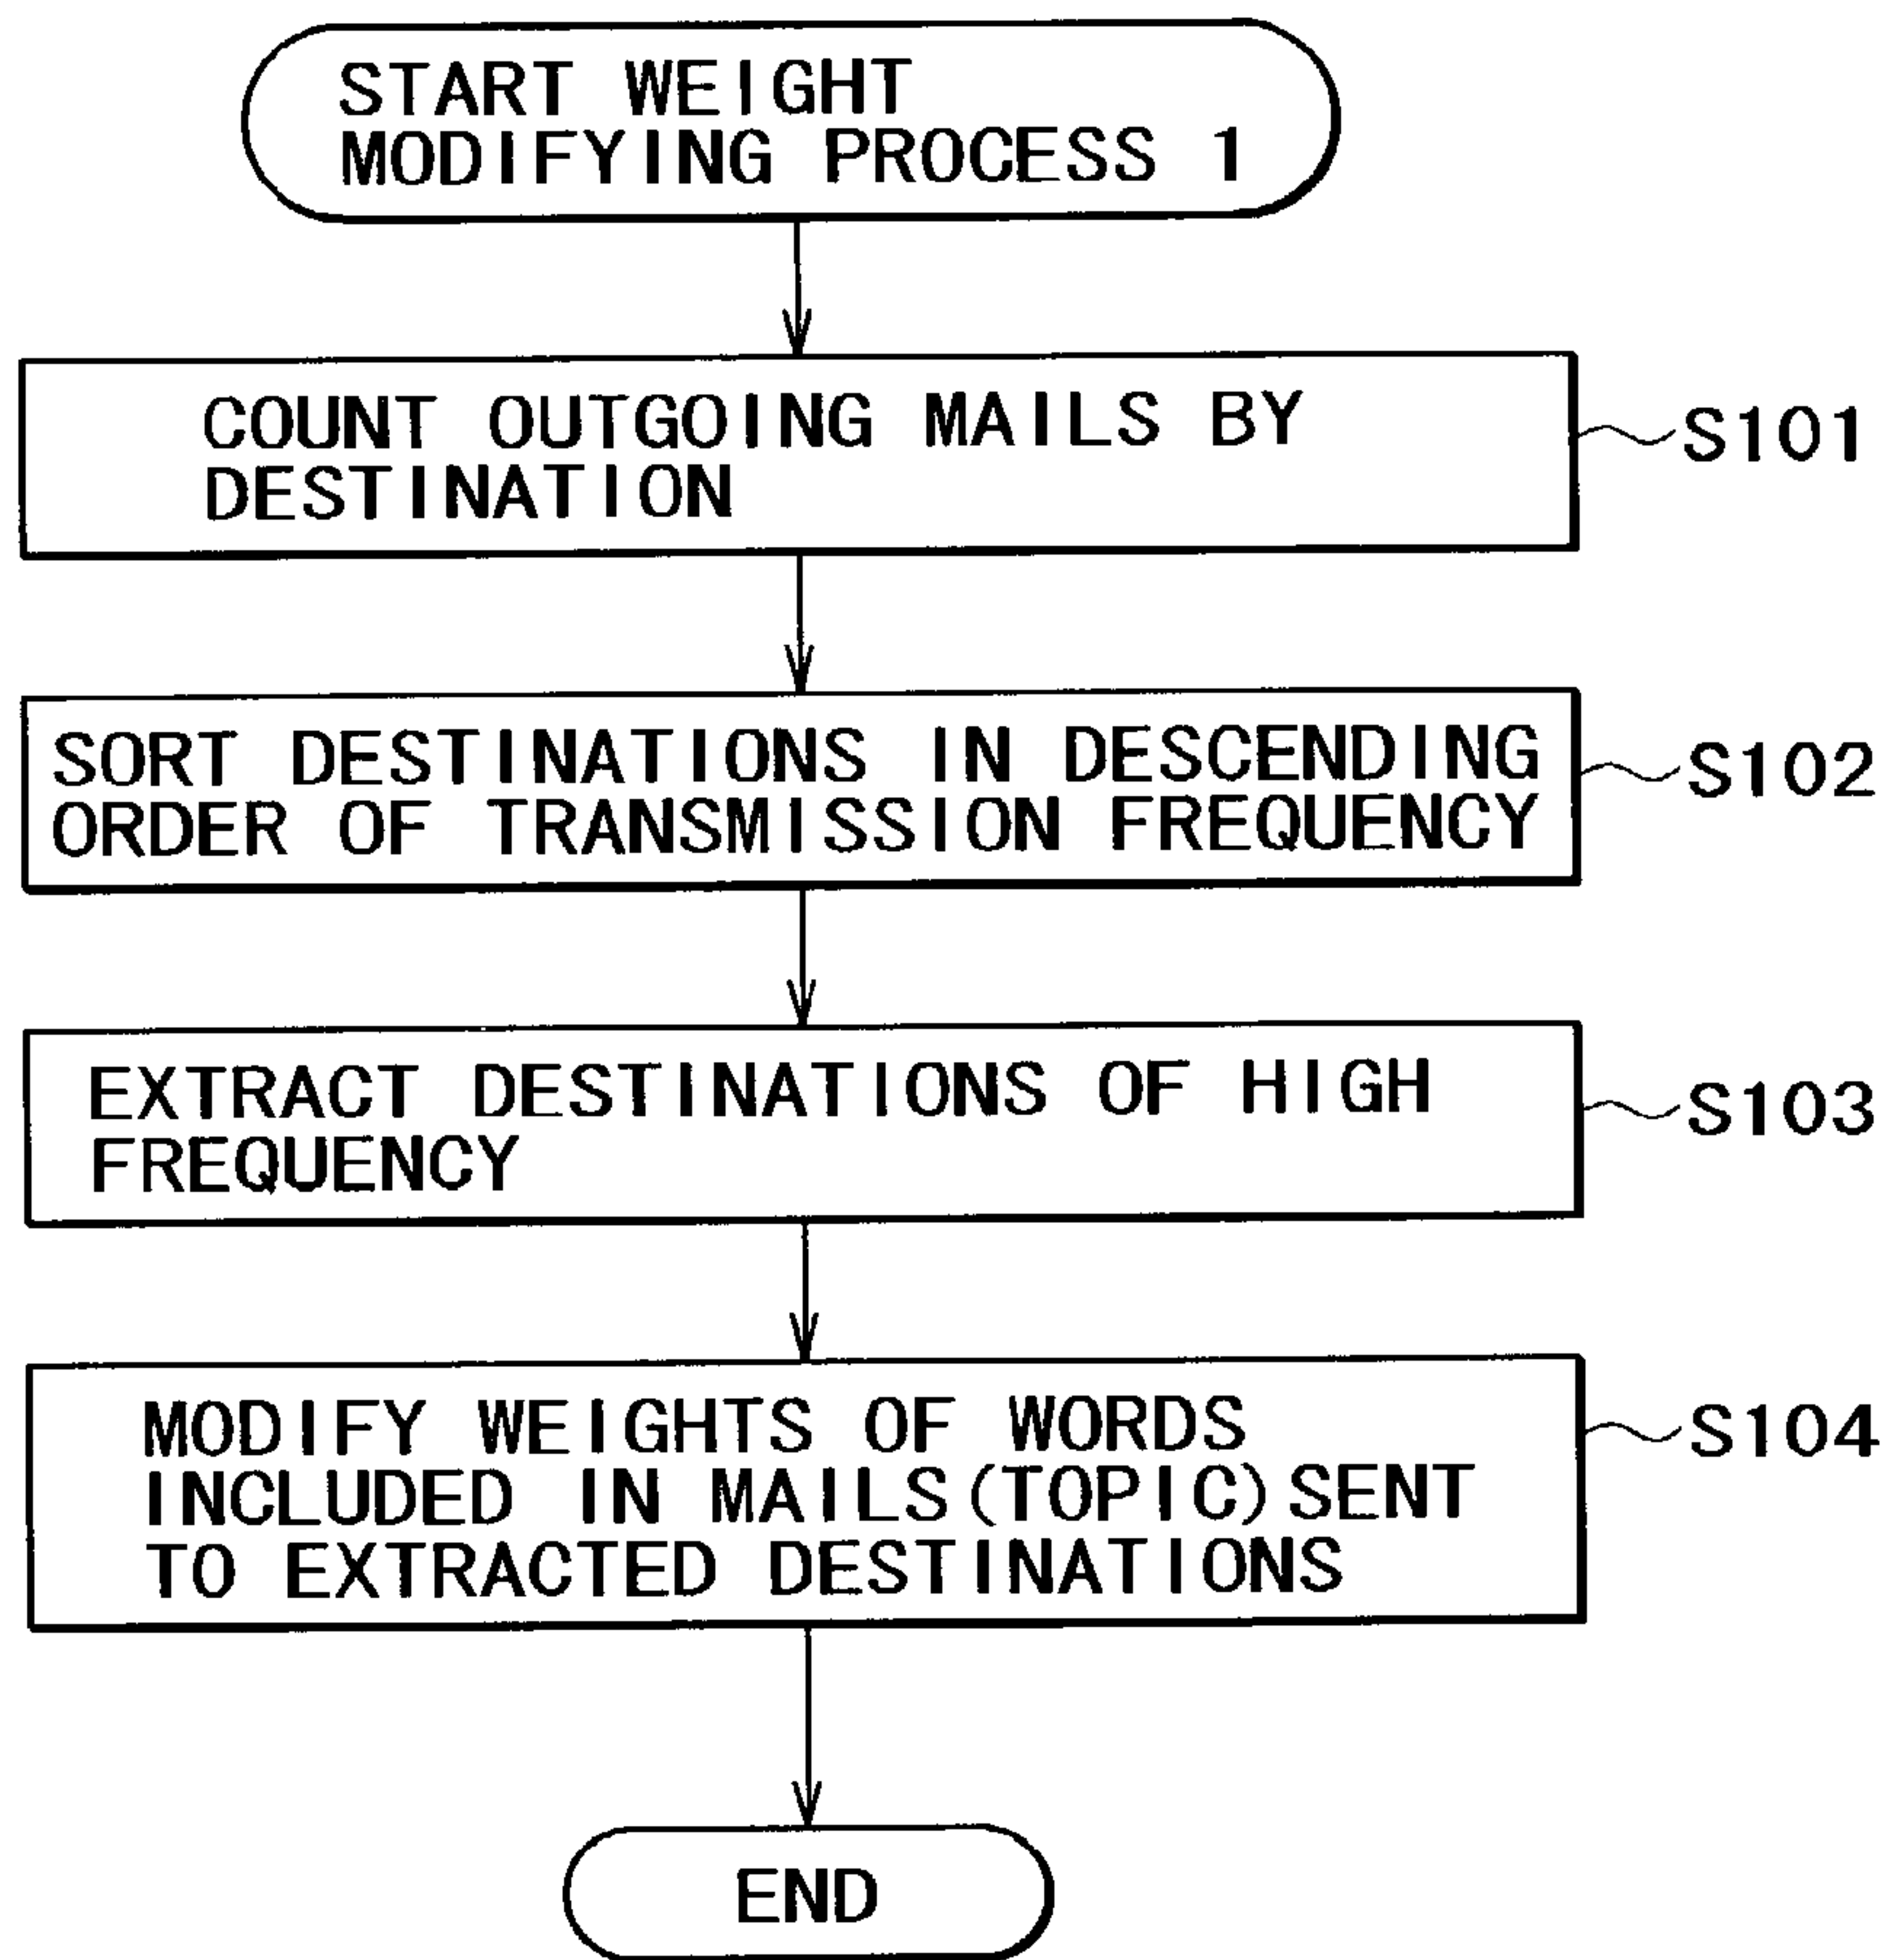 START WEIGHT
MODIFYING PROCESS 1
COUNT OUTGOING MAILS BY
DESTINATION
S101
SORT DESTINATIONS IN DESCENDING
ORDER OF TRANSMISSION FREQUENCY
S102
EXTRACT DESTINATIONS OF HIGH
FREQUENCY
S103
MODIFY WEIGHTS OF WORDS
INCLUDED IN MAILS(TOPIC)SENT
TO EXTRACTED DESTINATIONS
S104
END